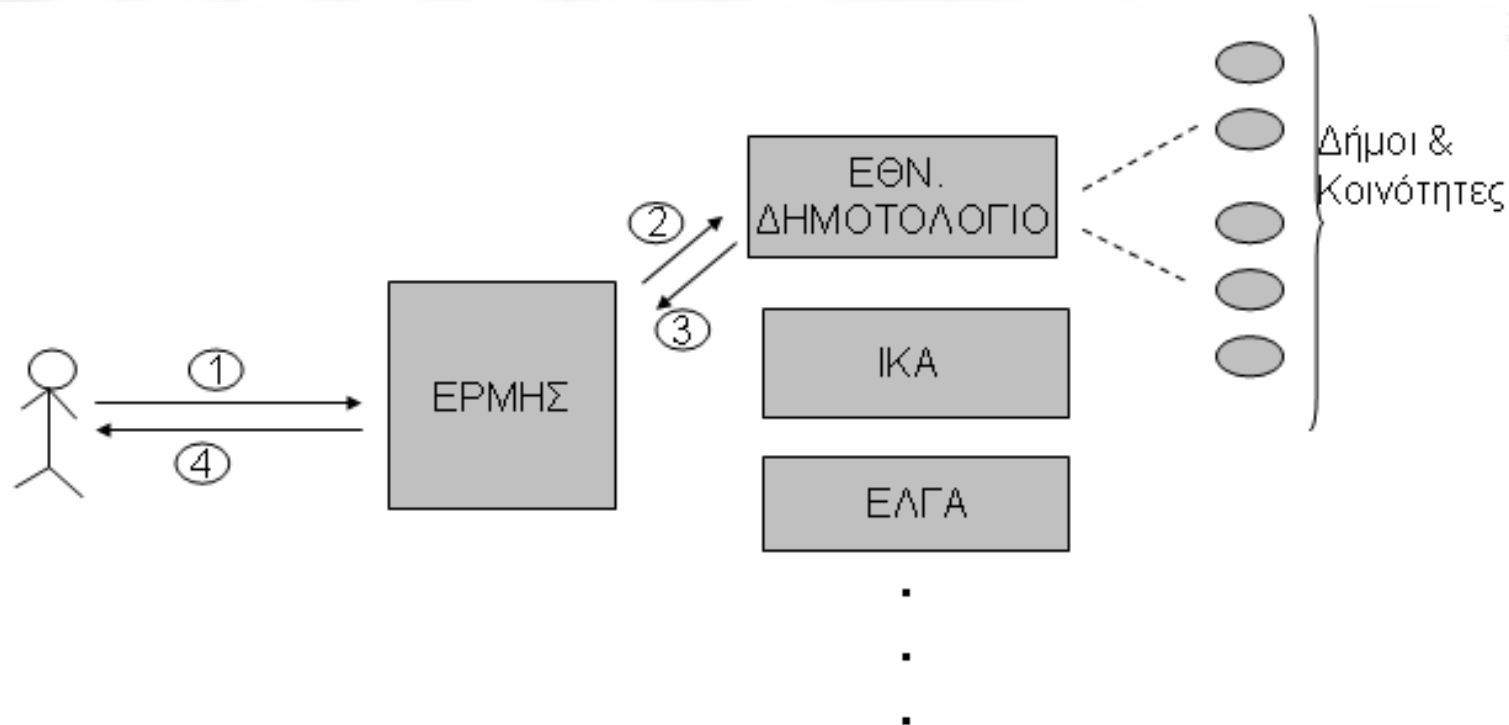 ①
④
ΕΡΜΗΣ
②
③
ΕΘΝ.
ΔΗΜΟΤΟΛΟΓΙΟ
ΙΚΑ
ΕΛΓΑ
Δήμοι &
Κοινότητες